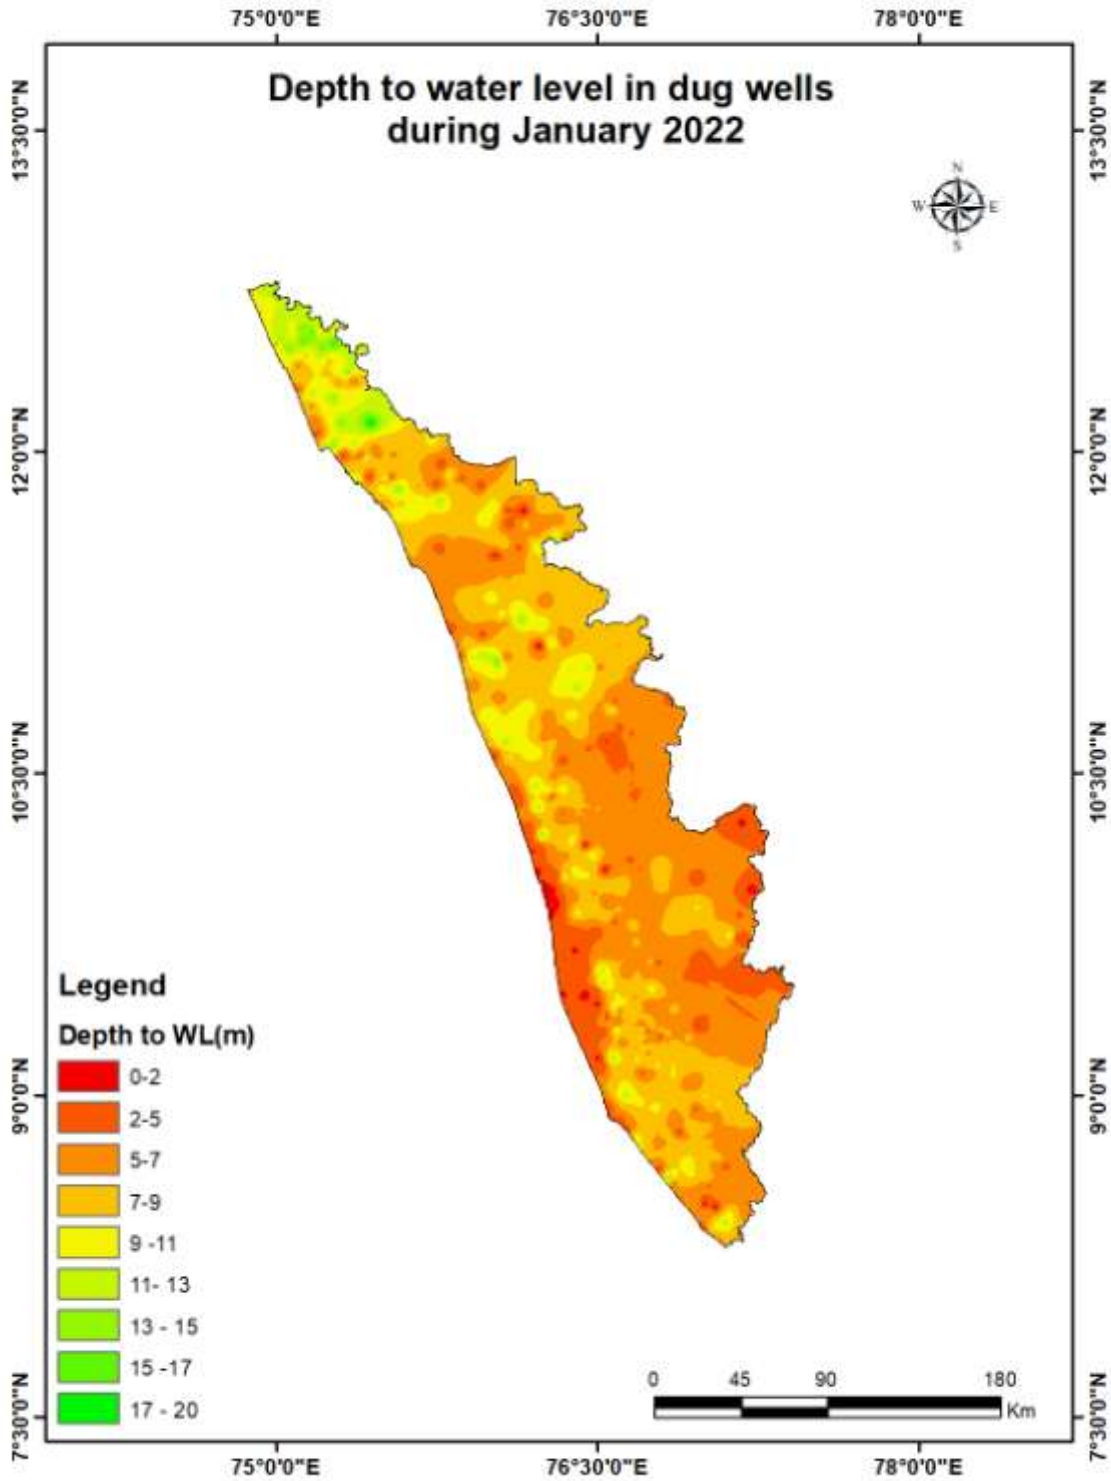 75°0'0"E 76°30'0"E 78°0'0"E
Depth to water level in dug wells
during January 2022
13°30'0"N 13°30'0"N
N
W E
S
12°0'0"N 12°0'0"N
10°30'0"N 10°30'0"N
Legend
Depth to WL(m)
0-2
9°0'0"N 9°0'0"N
2-5
5-7
7-9
9 -11
11- 13
13 - 15
15 -17
17 - 20
0 45 90 180
Km
7°30'0"N 7°30'0"N
75°0'0"E 76°30'0"E 78°0'0"E